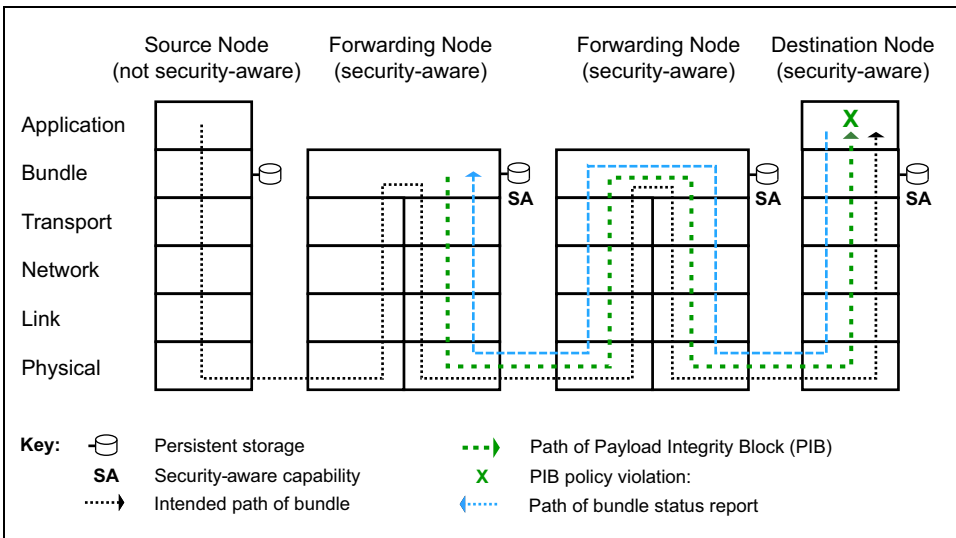 Source Node
(not security-aware)
Forwarding Node
(security-aware)
Forwarding Node
(security-aware)
Destination Node
(security-aware)
Application
X
Bundle
SA
SA
SA
Transport
Network
Link
Physical
Key:
Persistent storage
Path of Payload Integrity Block (PIB)
SA
Security-aware capability
X
PIB policy violation:
Intended path of bundle
Path of bundle status report